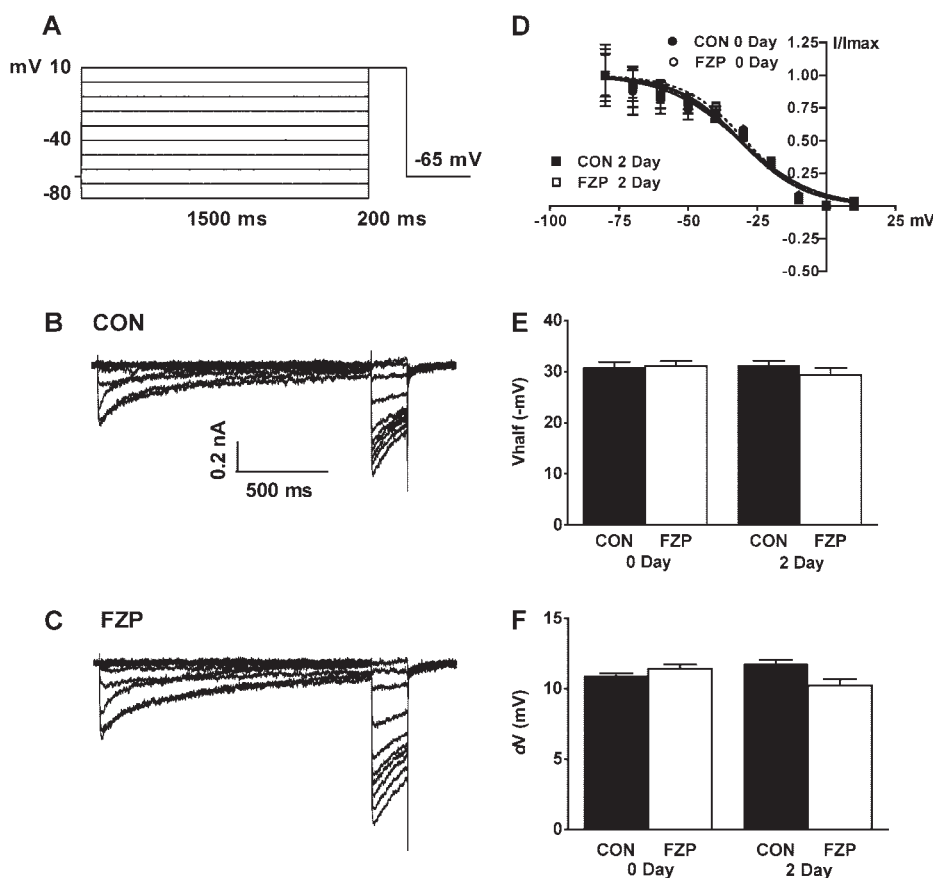 A
mV 10
-40
-80
-65 mV
1500 ms
200 ms
B CON
0.2 nA
500 ms
C FZP
D
CON 0 Day
FZP 0 Day
CON 2 Day
FZP 2 Day
1.25 I/Imax
1.00
0.75
0.50
0.25
-0.25
-0.50
-100 -75 -50 -25 25 mV
E
Vhalf (-mV)
40
30
20
10
0
CON FZP CON FZP
0 Day 2 Day
F
dV (mV)
15
10
5
0
CON FZP CON FZP
0 Day 2 Day